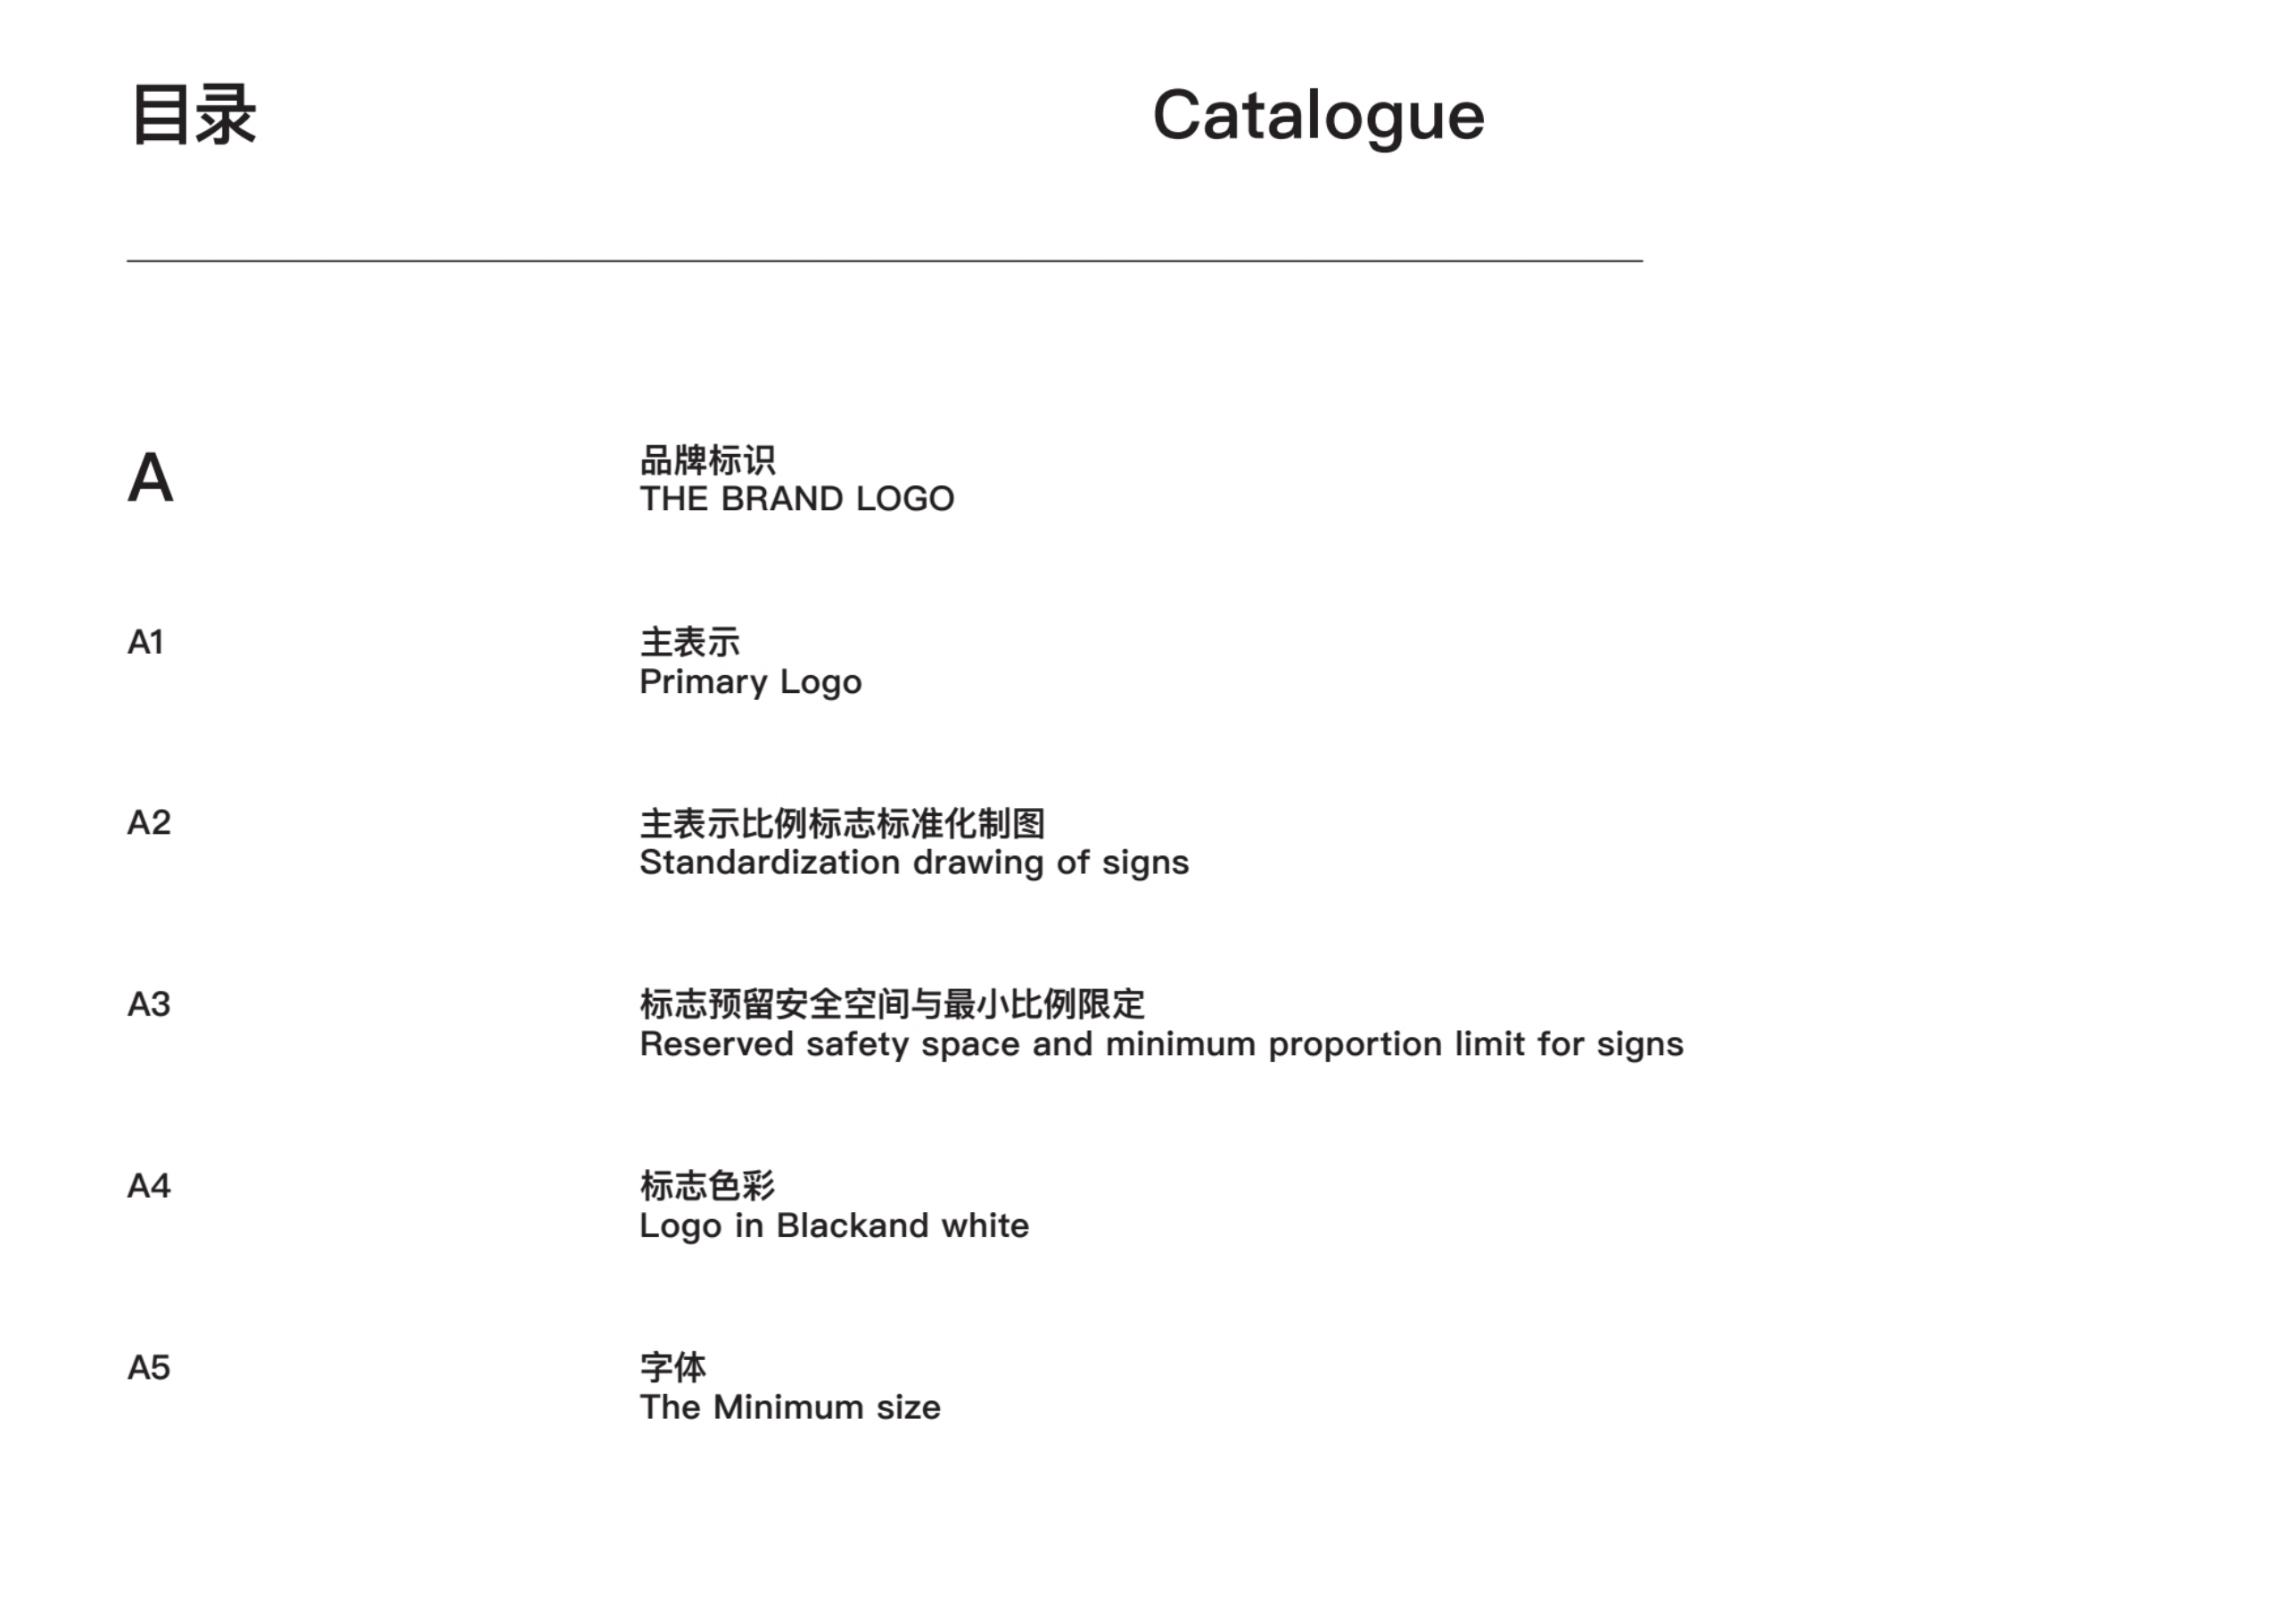 目录
Catalogue
A
品牌标识
THE BRAND LOGO
A1
主表示
Primary Logo
A2
主表示比例标志标准化制图
Standardization drawing of signs
A3
标志预留安全空间与最小比例限定
Reserved safety space and minimum proportion limit for signs
A4
标志色彩
Logo in Blackand white
A5
字体
The Minimum size